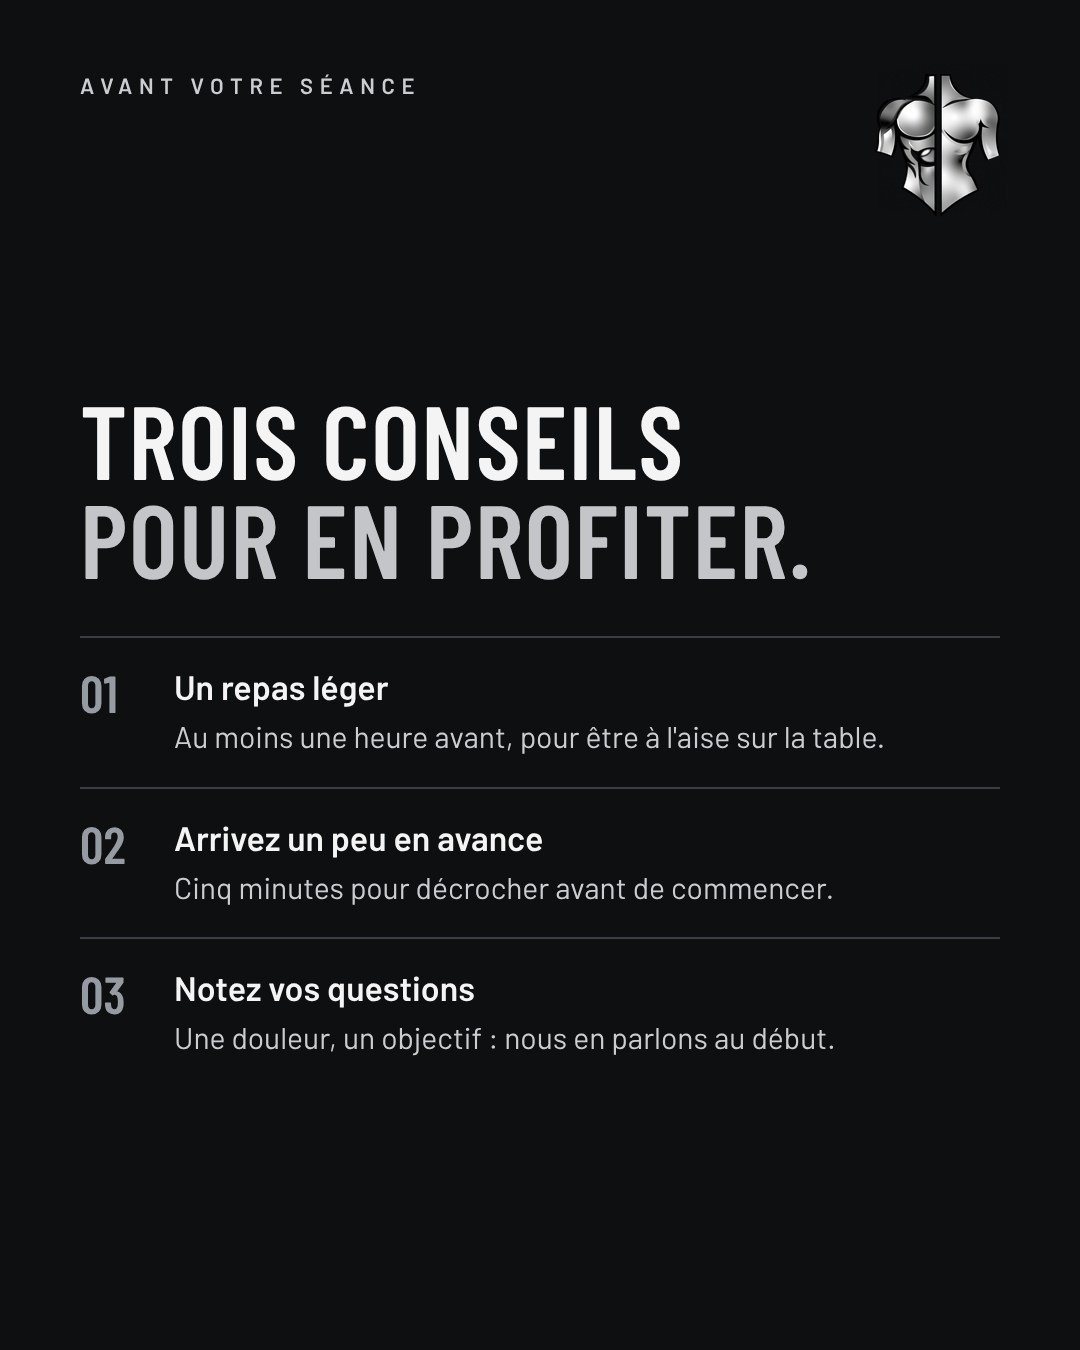 AVANT VOTRE SÉANCE
TROIS CONSEILS
POUR EN PROFITER.
01
Un repas léger
Au moins une heure avant, pour être à l'aise sur la table.
02
Arrivez un peu en avance
Cinq minutes pour décrocher avant de commencer.
03
Notez vos questions
Une douleur, un objectif : nous en parlons au début.